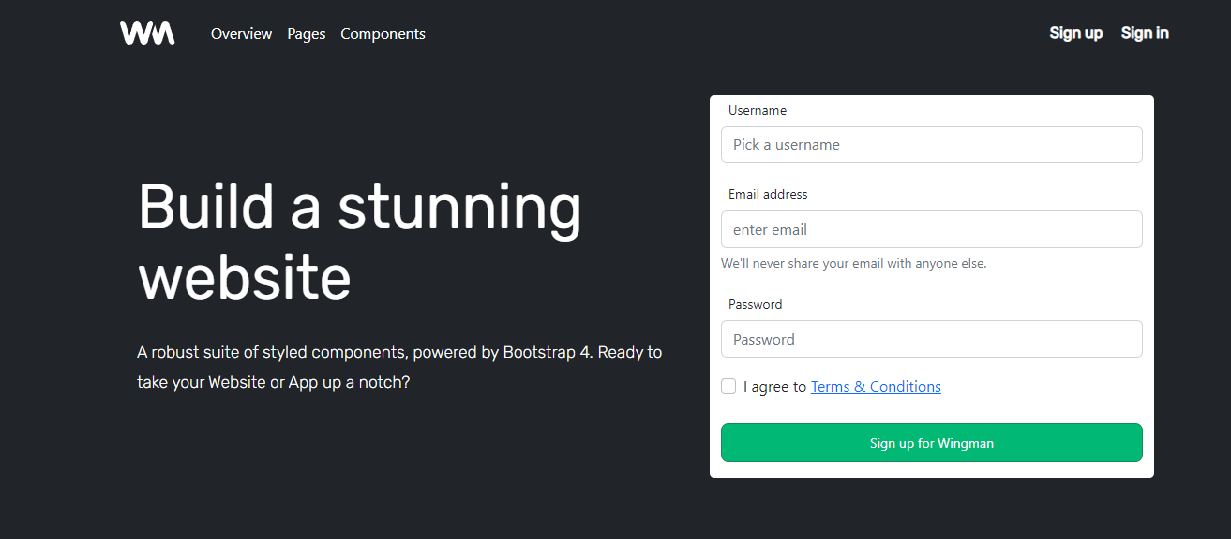 WM
Overview Pages Components
Sign up Sign in
Build a stunning
website
A robust suite of styled components, powered by Bootstrap 4. Ready to
take your Website or App up a notch?
Username
Pick a username
Email address
enter email
We'll never share your email with anyone else.
Password
Password
I agree to Terms & Conditions
Sign up for Wingman